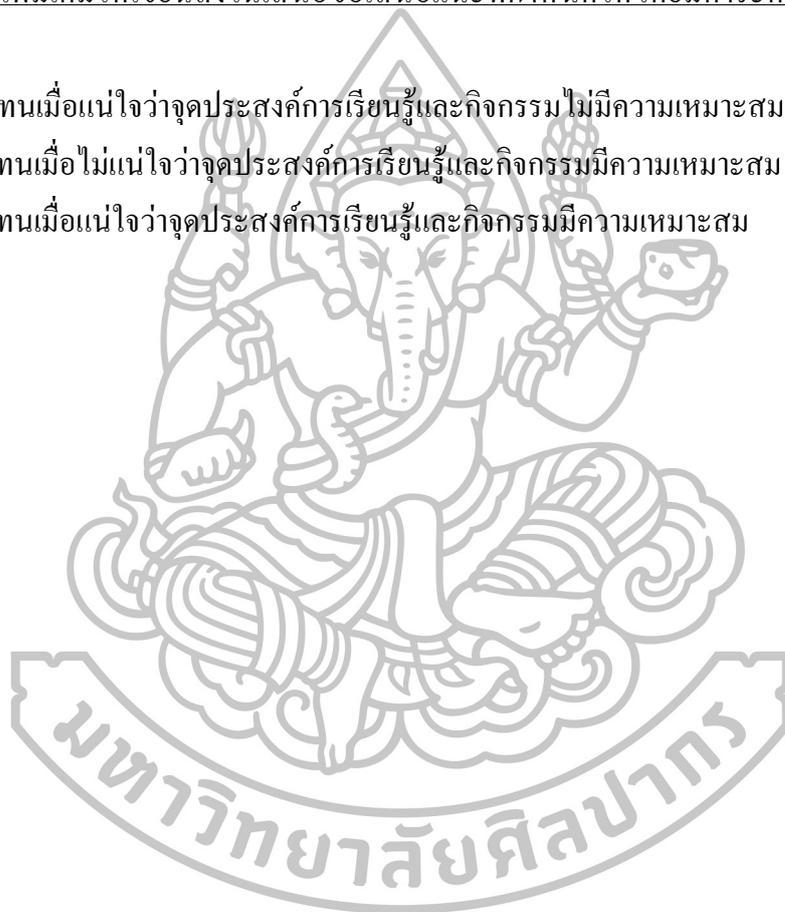 ทนเมื่อแน่ใจว่าจุดประสงค์การเรียนรู้และกิจกรรมไม่มีความเหมาะสม
ทนเมื่อไม่แน่ใจว่าจุดประสงค์การเรียนรู้และกิจกรรมมีความเหมาะสม
ทนเมื่อแน่ใจว่าจุดประสงค์การเรียนรู้และกิจกรรมมีความเหมาะสม
มหาวิทยาลัยศิลปากร